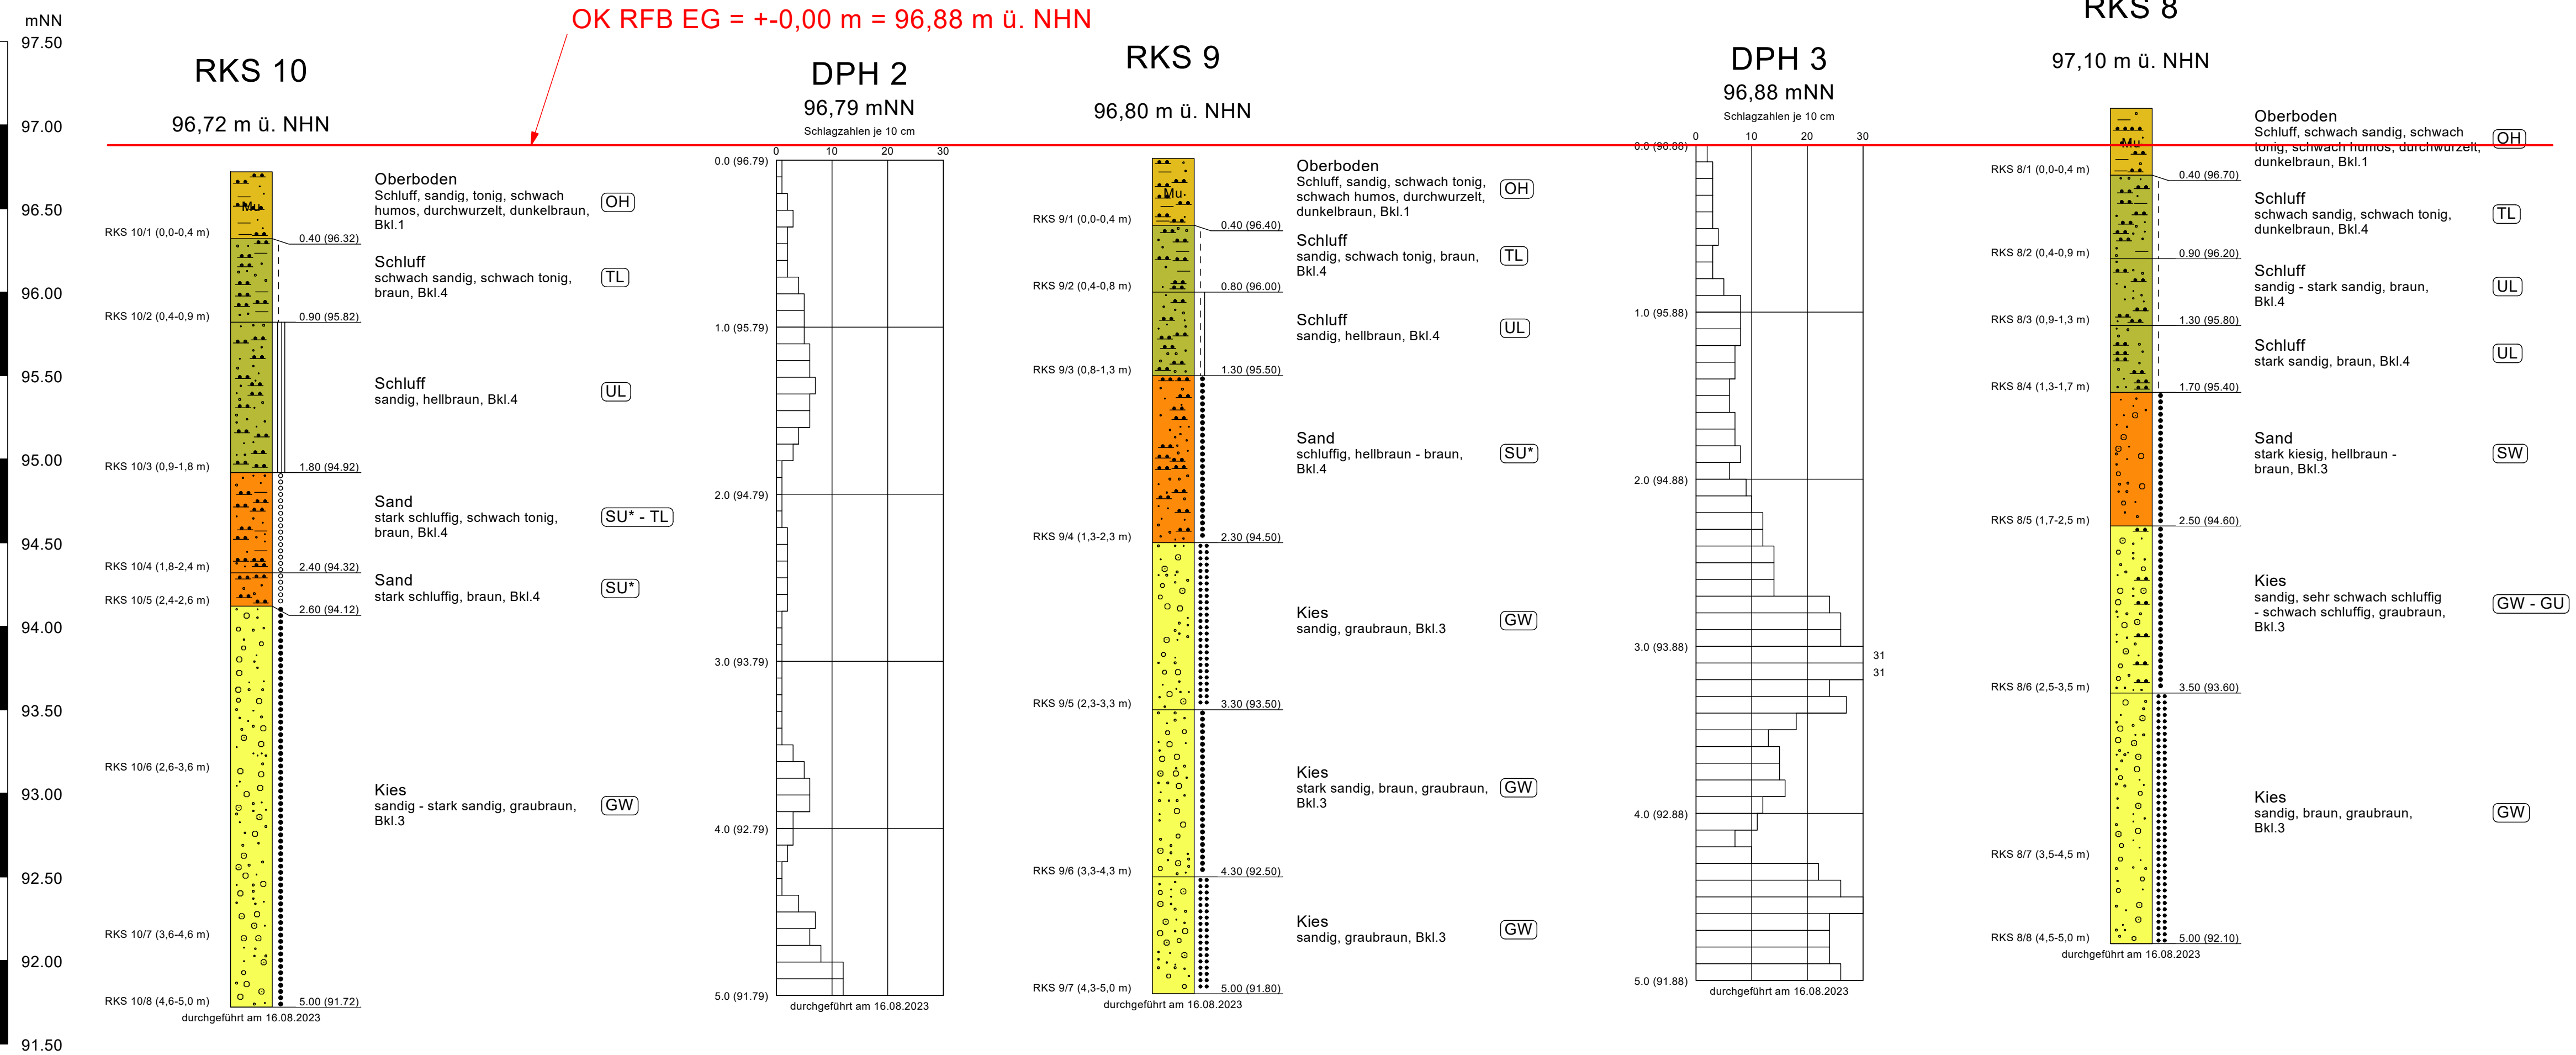 mNN
97.50
97.00
96.50
96.00
95.50
95.00
94.50
94.00
93.50
93.00
92.50
92.00
91.50
OK RFB EG = +-0,00 m = 96,88 m ü. NHN
RKS 10
96,72 m ü. NHN
Mu
RKS 10/1 (0,0-0,4 m)
0.40 (96.32)
Oberboden
Schluff, sandig, tonig, schwach
humos, durchwurzelt, dunkelbraun,
Bkl.1
OH
RKS 10/2 (0,4-0,9 m)
0.90 (95.82)
Schluff
schwach sandig, schwach tonig,
braun, Bkl.4
TL
RKS 10/3 (0,9-1,8 m)
1.80 (94.92)
Schluff
sandig, hellbraun, Bkl.4
UL
RKS 10/4 (1,8-2,4 m)
2.40 (94.32)
Sand
stark schluffig, schwach tonig,
braun, Bkl.4
SU* - TL
RKS 10/5 (2,4-2,6 m)
2.60 (94.12)
Sand
stark schluffig, braun, Bkl.4
SU*
RKS 10/6 (2,6-3,6 m)
Kies
sandig - stark sandig, graubraun,
Bkl.3
GW
RKS 10/7 (3,6-4,6 m)
RKS 10/8 (4,6-5,0 m)
5.00 (91.72)
durchgeführt am 16.08.2023
DPH 2
96,79 mNN
Schlagzahlen je 10 cm
0 10 20 30
0.0 (96.79)
1.0 (95.79)
2.0 (94.79)
3.0 (93.79)
4.0 (92.79)
5.0 (91.79)
durchgeführt am 16.08.2023
RKS 9
96,80 m ü. NHN
Mu
RKS 9/1 (0,0-0,4 m)
0.40 (96.40)
Oberboden
Schluff, sandig, schwach tonig,
schwach humos, durchwurzelt,
dunkelbraun, Bkl.1
OH
RKS 9/2 (0,4-0,8 m)
0.80 (96.00)
Schluff
sandig, schwach tonig, braun,
Bkl.4
TL
RKS 9/3 (0,8-1,3 m)
1.30 (95.50)
Schluff
sandig, hellbraun, Bkl.4
UL
RKS 9/4 (1,3-2,3 m)
2.30 (94.50)
Sand
schluffig, hellbraun - braun,
Bkl.4
SU*
RKS 9/5 (2,3-3,3 m)
3.30 (93.50)
Kies
sandig, graubraun, Bkl.3
GW
RKS 9/6 (3,3-4,3 m)
4.30 (92.50)
Kies
stark sandig, braun, graubraun,
Bkl.3
GW
RKS 9/7 (4,3-5,0 m)
5.00 (91.80)
Kies
sandig, graubraun, Bkl.3
GW
durchgeführt am 16.08.2023
DPH 3
96,88 mNN
Schlagzahlen je 10 cm
0 10 20 30
0.0 (96.88)
1.0 (95.88)
2.0 (94.88)
3.0 (93.88)
31
31
4.0 (92.88)
5.0 (91.88)
durchgeführt am 16.08.2023
RKS 8
97,10 m ü. NHN
Mu
RKS 8/1 (0,0-0,4 m)
0.40 (96.70)
Oberboden
Schluff, schwach sandig, schwach
tonig, schwach humos, durchwurzelt,
dunkelbraun, Bkl.1
OH
RKS 8/2 (0,4-0,9 m)
0.90 (96.20)
Schluff
schwach sandig, schwach tonig,
dunkelbraun, Bkl.4
TL
RKS 8/3 (0,9-1,3 m)
1.30 (95.80)
Schluff
sandig - stark sandig, braun,
Bkl.4
UL
RKS 8/4 (1,3-1,7 m)
1.70 (95.40)
Schluff
stark sandig, braun, Bkl.4
UL
RKS 8/5 (1,7-2,5 m)
2.50 (94.60)
Sand
stark kiesig, hellbraun -
braun, Bkl.3
SW
RKS 8/6 (2,5-3,5 m)
3.50 (93.60)
Kies
sandig, sehr schwach schluffig
- schwach schluffig, graubraun,
Bkl.3
GW - GU
RKS 8/7 (3,5-4,5 m)
Kies
sandig, braun, graubraun,
Bkl.3
GW
RKS 8/8 (4,5-5,0 m)
5.00 (92.10)
durchgeführt am 16.08.2023